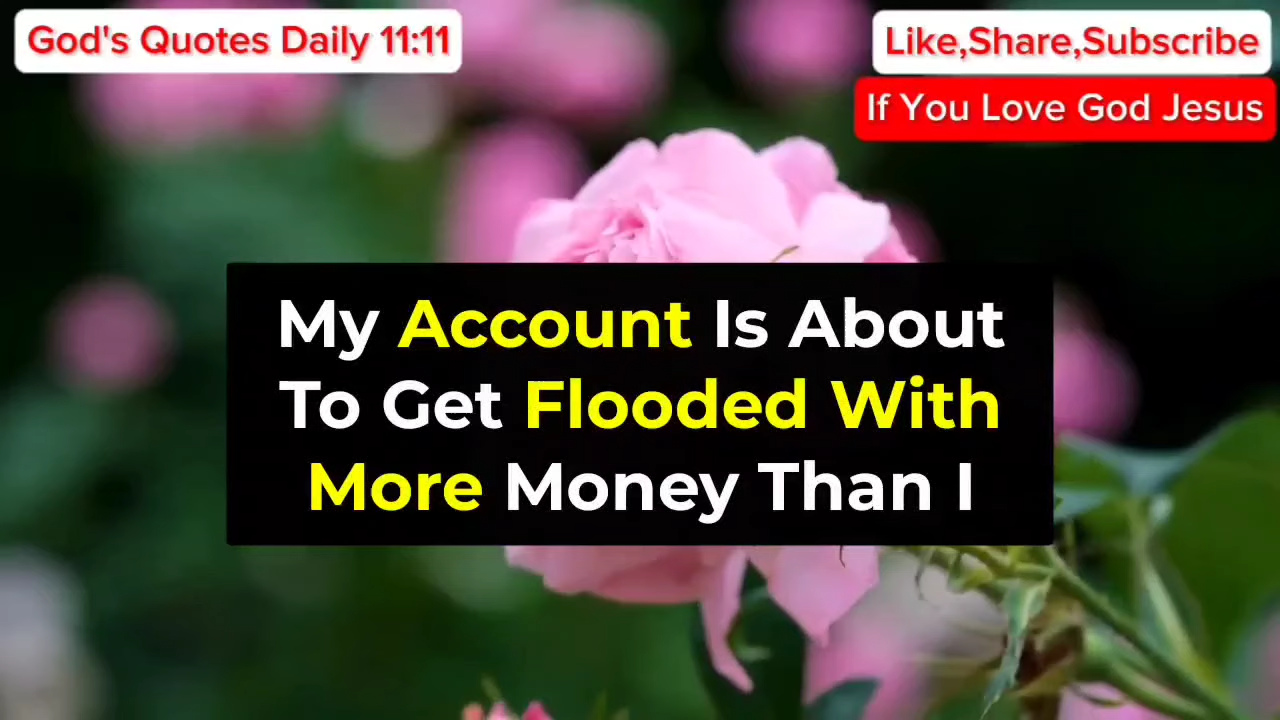 God's Quotes Daily 11:11
Like,Share,Subscribe
If You Love God Jesus
My Account Is About
To Get Flooded With
More Money Than I